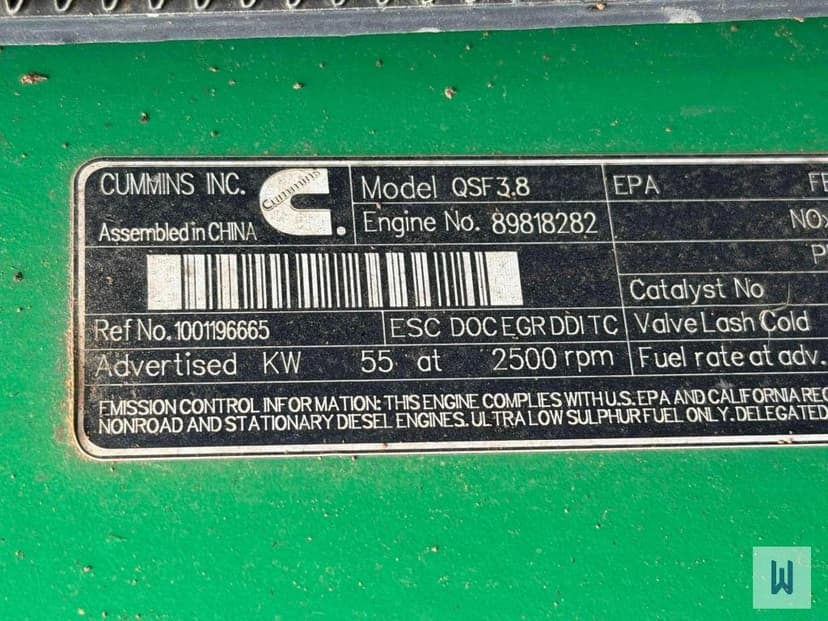 CUMMINS INC.
Cummins
Assembled in CHINA
Model QSF3.8
EPA
Engine No. 89818282
Catalyst No
Ref No. 1001196665
ESC DOC EGR DDI TC
Valve Lash Cold
Advertised KW 55 at 2500 rpm
Fuel rate at adv.
EMISSION CONTROL INFORMATION: THIS ENGINE COMPLIES WITH U.S. EPA AND CALIFORNIA
NONROAD AND STATIONARY DIESEL ENGINES. ULTRA LOW SULPHUR FUEL ONLY. DELEGATED
W